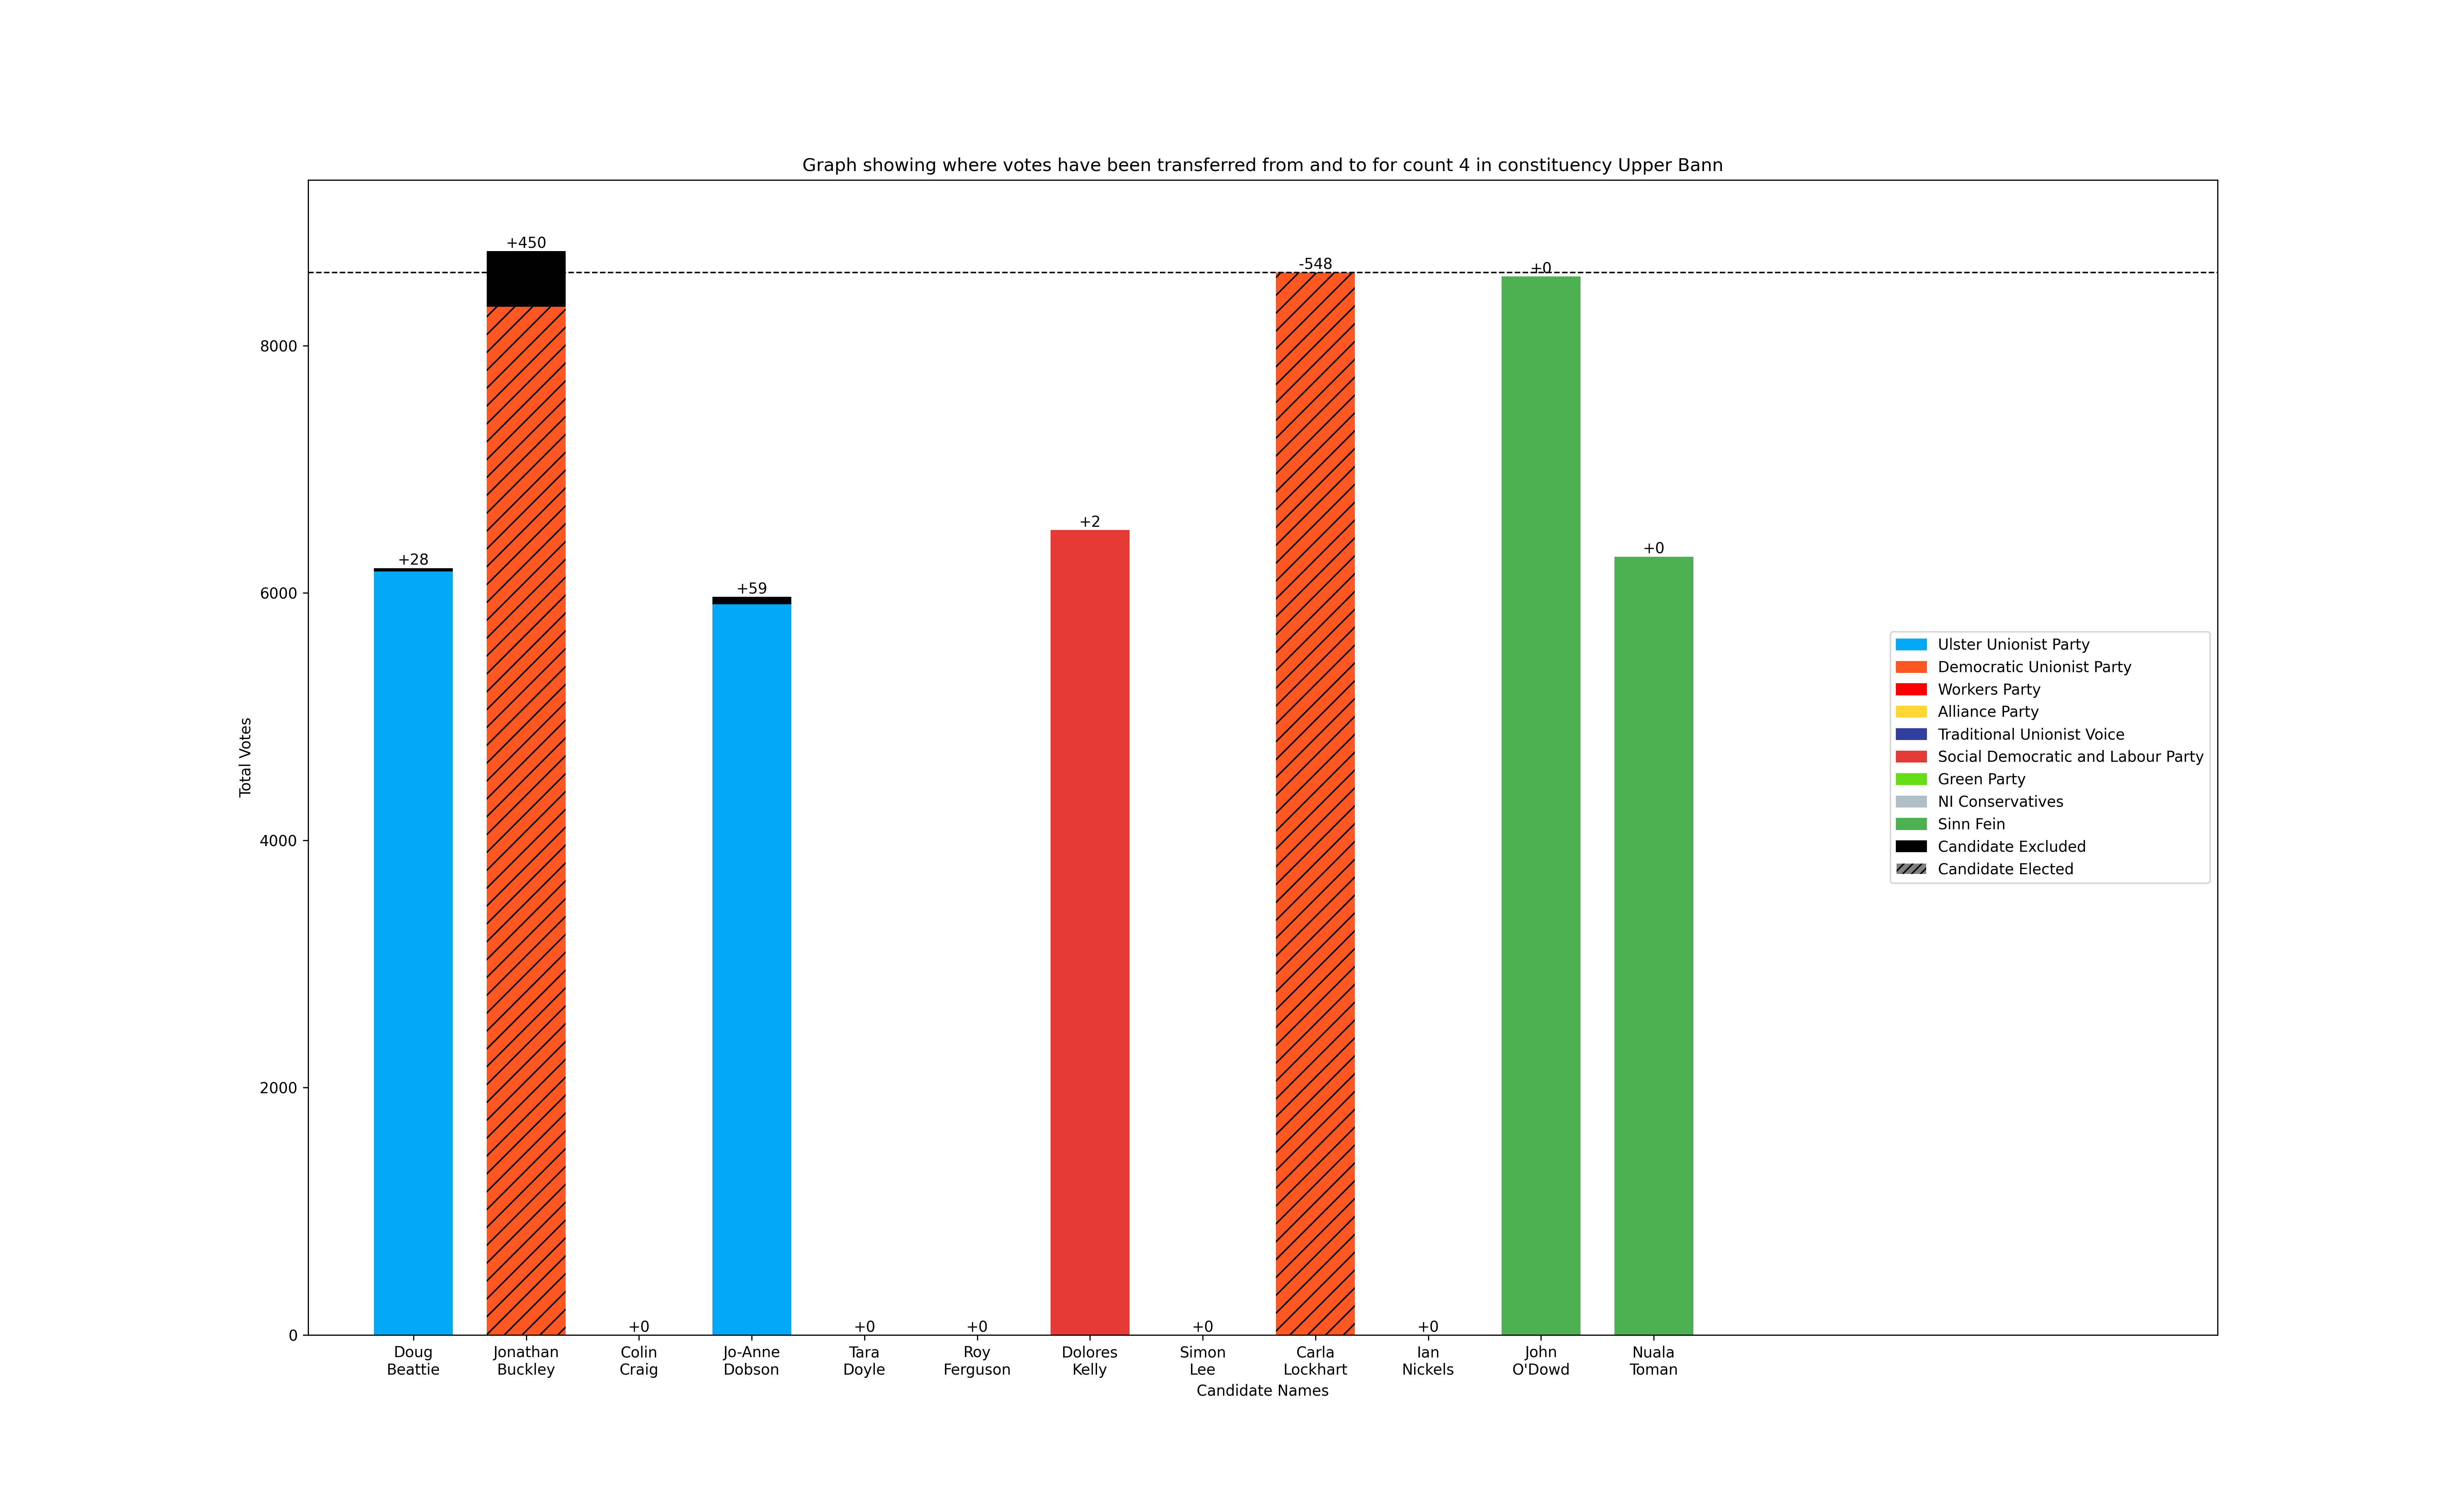 Graph showing where votes have been transferred from and to for count 4 in constituency Upper Bann
+450
-548
+0
8000
+2
+28
+0
6000
+59
Total Votes
4000
2000
0
+0
+0
+0
+0
+0
Ulster Unionist Party
Democratic Unionist Party
Workers Party
Alliance Party
Traditional Unionist Voice
Social Democratic and Labour Party
Green Party
NI Conservatives
Sinn Fein
Candidate Excluded
Candidate Elected
Doug
Beattie
Jonathan
Buckley
Colin
Craig
Jo-Anne
Dobson
Tara
Doyle
Roy
Ferguson
Dolores
Kelly
Simon
Lee
Carla
Lockhart
Ian
Nickels
John
O'Dowd
Nuala
Toman
Candidate Names